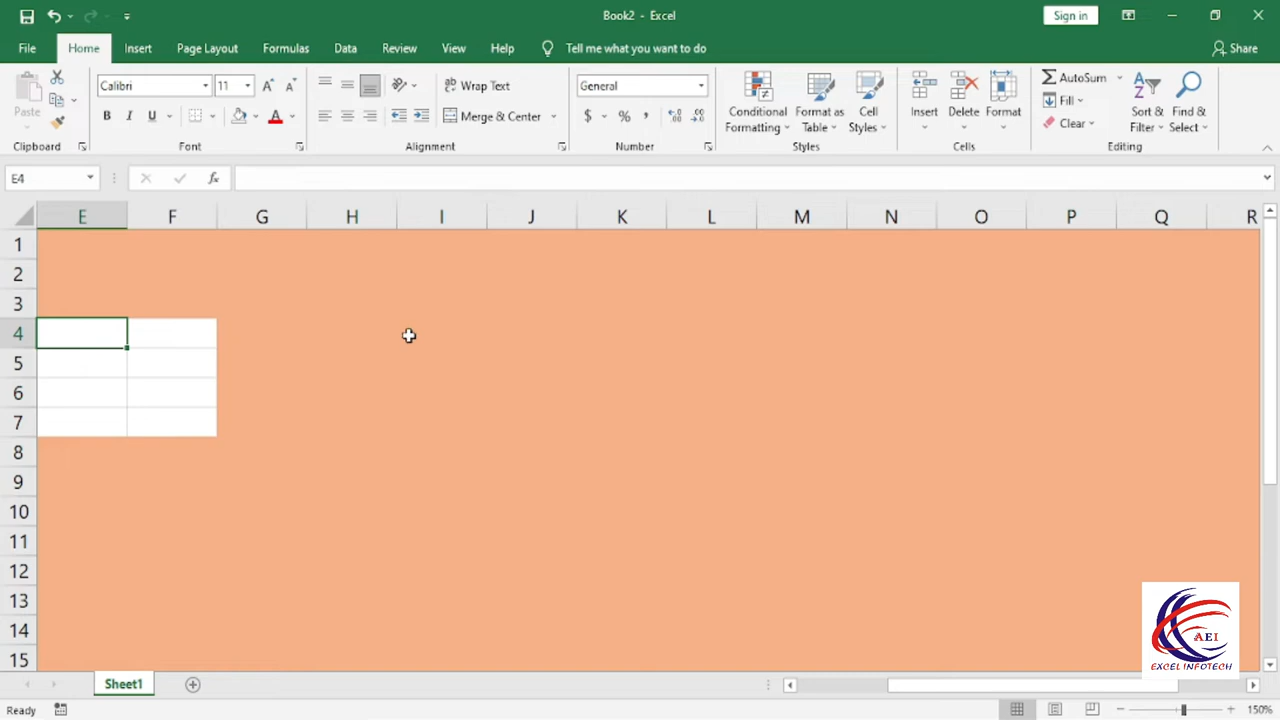 Book2 - Excel
Sign in
File Home Insert Page Layout Formulas Data Review View Help Tell me what you want to do Share
Calibri 11 A A Wrap Text General
Paste B I U A Merge & Center $ % , Conditional Formatting Format as Table Cell Styles Insert Delete Format AutoSum Fill Clear Sort & Filter Find & Select
Clipboard Font Alignment Number Styles Cells Editing
E4 fx
E F G H I J K L M N O P Q R
1
2
3
4
5
6
7
8
9
10
11
12
13
14
15
AEI
EXCEL INFOTECH
Sheet1
Ready 150%